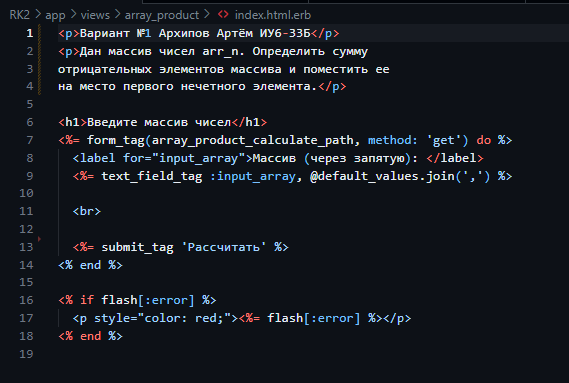 RK2 > app > views > array_product > <> index.html.erb
1 <p>Вариант №1 Архипов Артём ИУ6-33Б</p>
2 <p>Дан массив чисел arr_n. Определить сумму
3 отрицательных элементов массива и поместить ее
4 на место первого нечетного элемента.</p>
5
6 <h1>Введите массив чисел</h1>
7 <%= form_tag(array_product_calculate_path, method: 'get') do %>
8 <label for="input_array">Массив (через запятую): </label>
9 <%= text_field_tag :input_array, @default_values.join(',') %>
10
11 <br>
12
13 <%= submit_tag 'Рассчитать' %>
14 <% end %>
15
16 <% if flash[:error] %>
17 <p style="color: red;"><%= flash[:error] %></p>
18 <% end %>
19